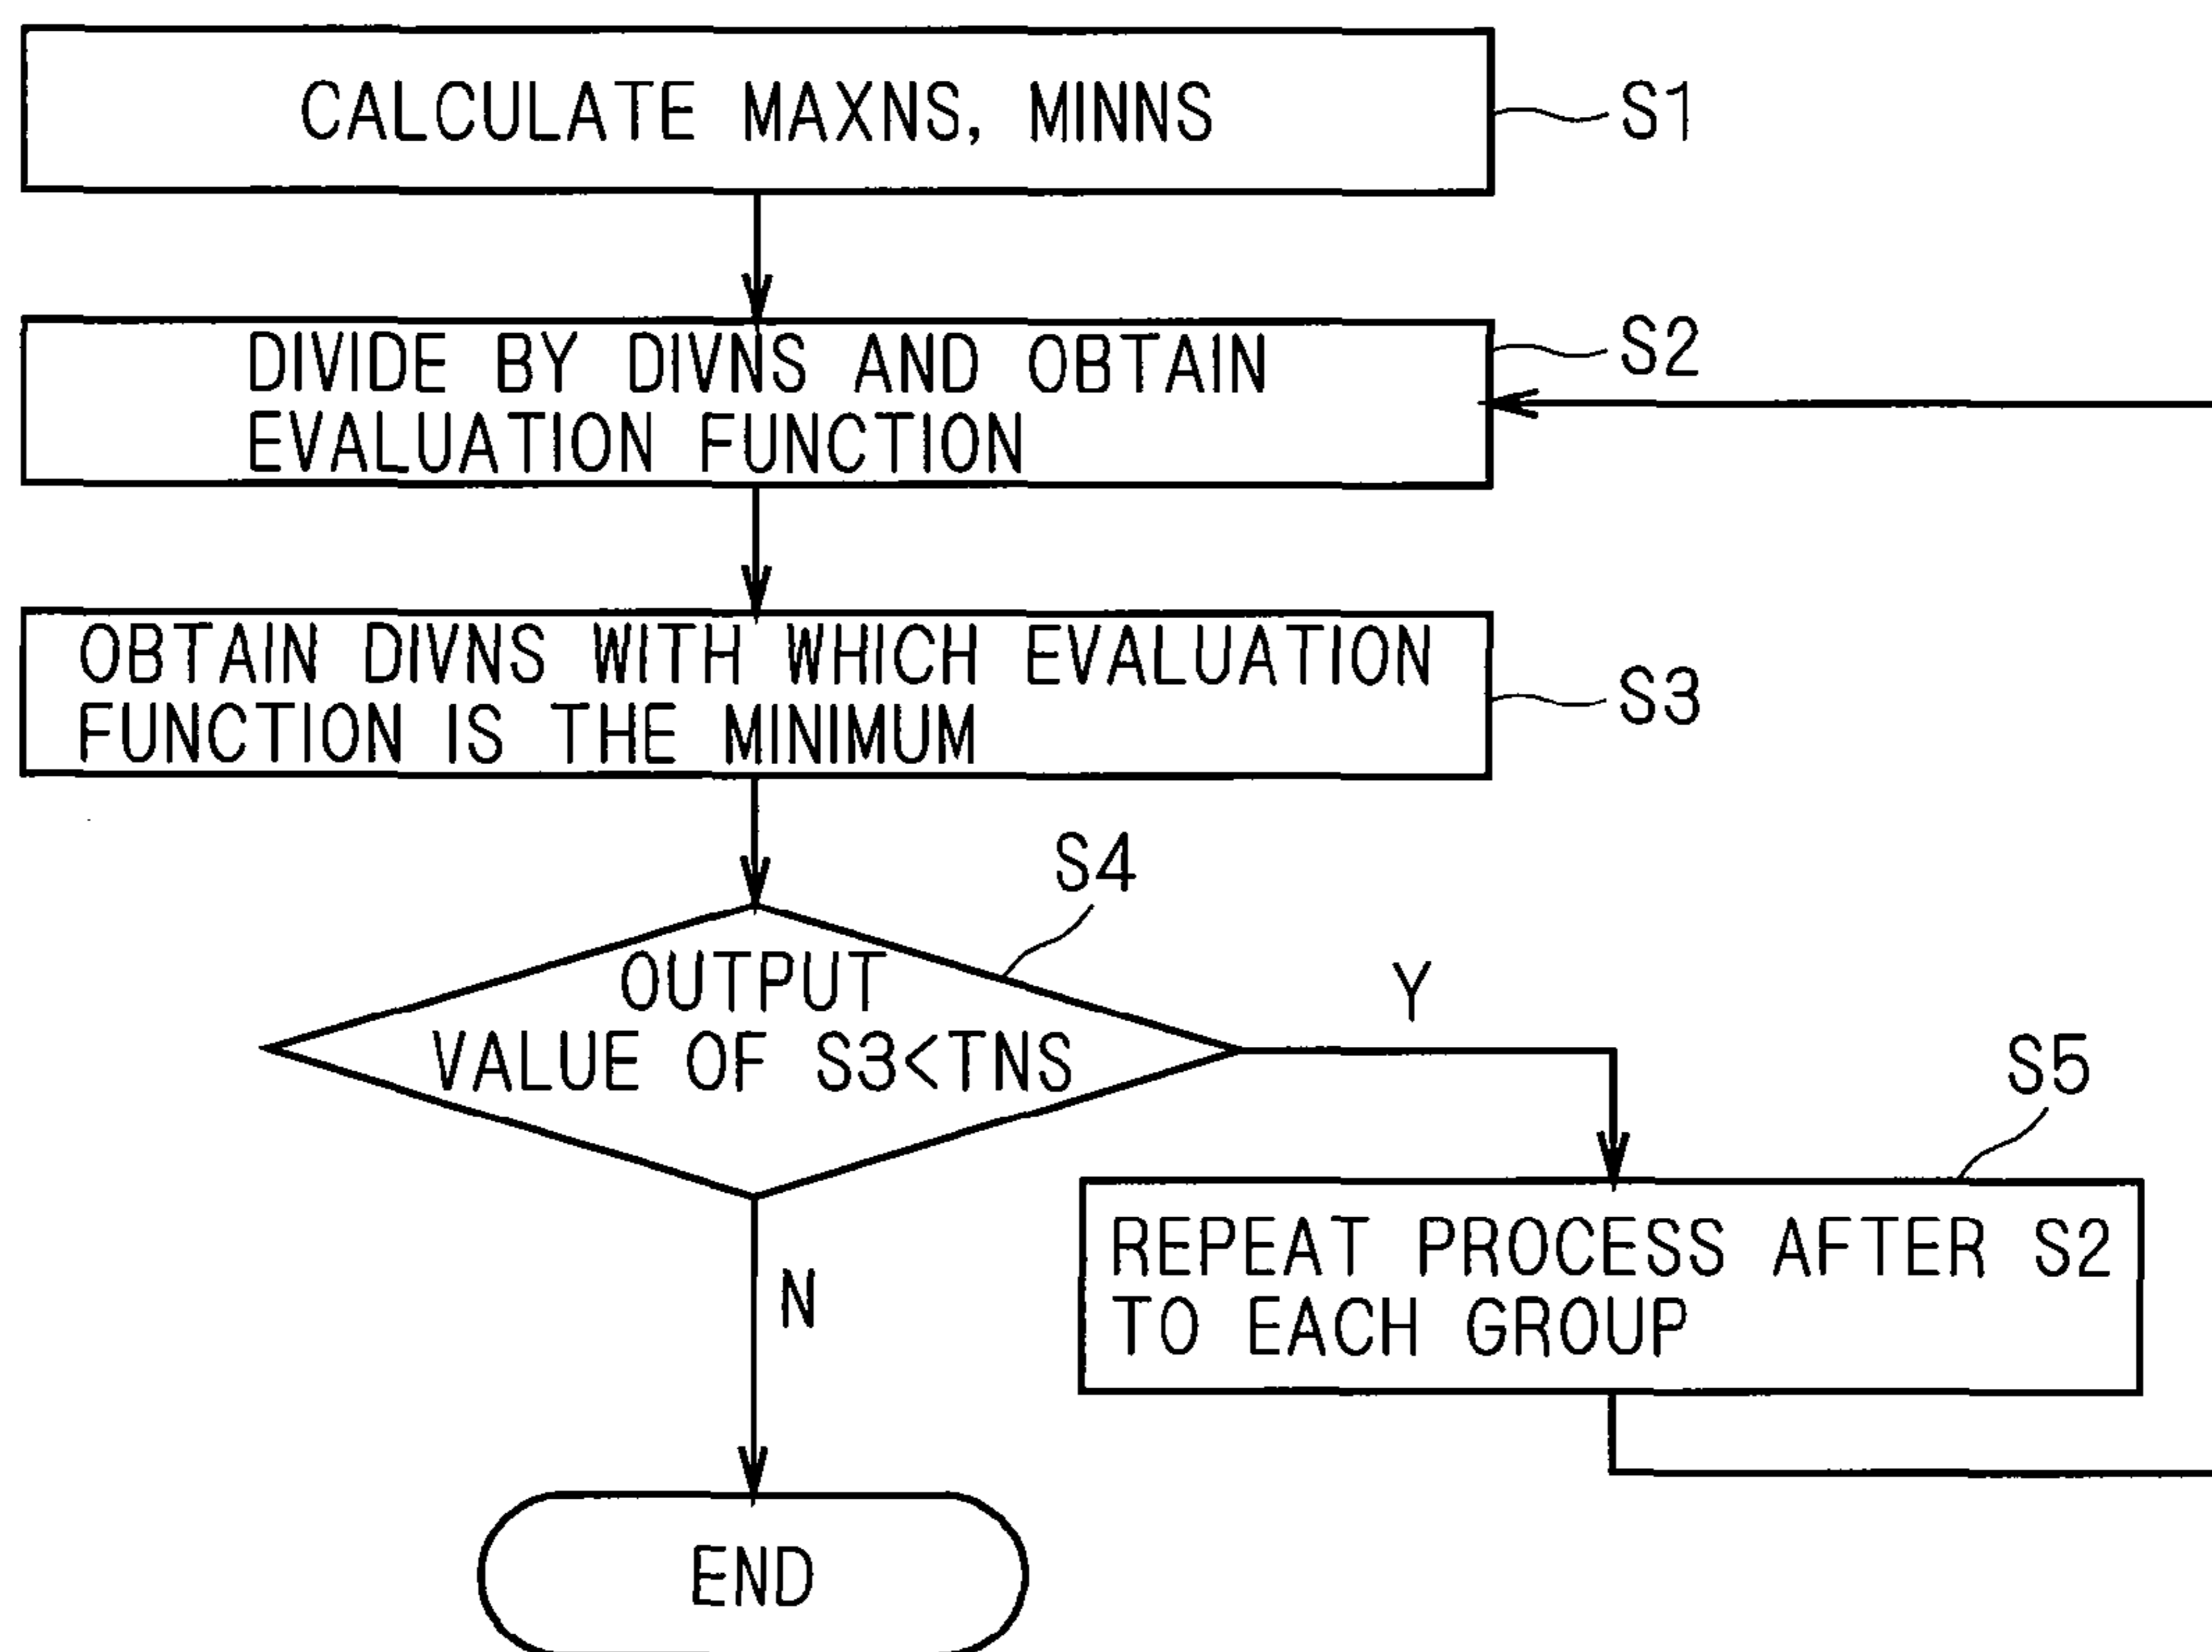 CALCULATE MAXNS, MINNS
S1
DIVIDE BY DIVNS AND OBTAIN
EVALUATION FUNCTION
S2
OBTAIN DIVNS WITH WHICH EVALUATION
FUNCTION IS THE MINIMUM
S3
S4
OUTPUT
VALUE OF S3<TNS
Y
S5
REPEAT PROCESS AFTER S2
TO EACH GROUP
N
END